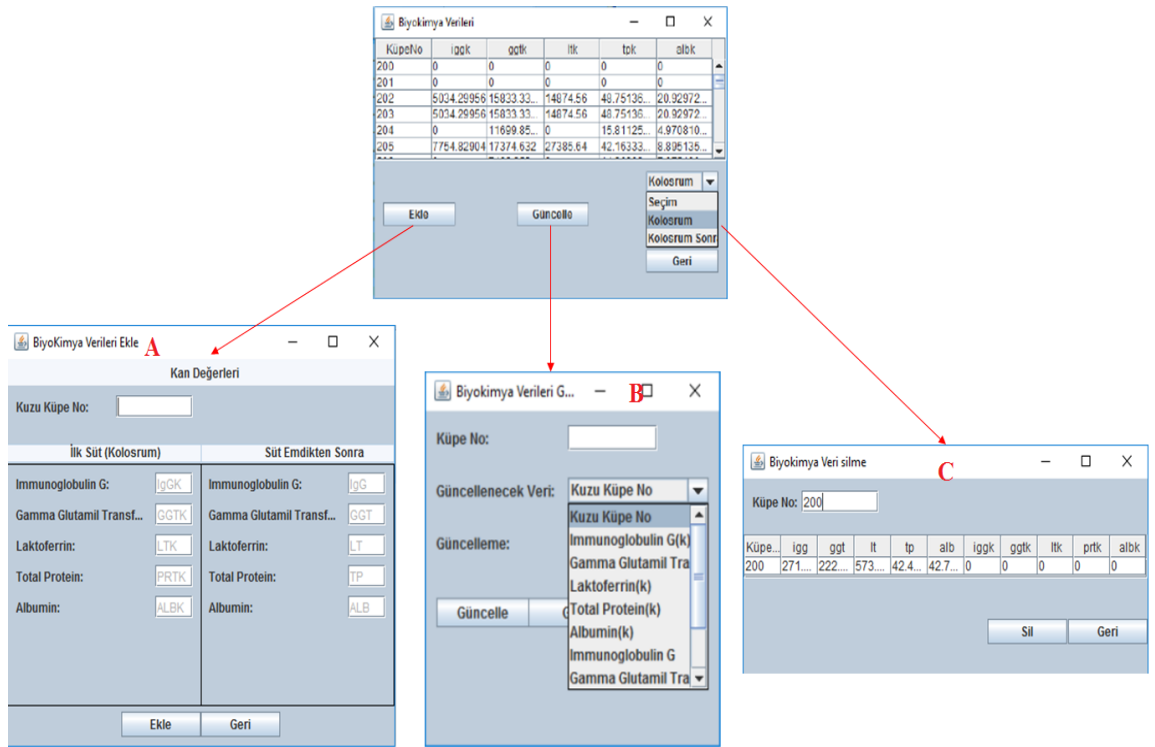 Biyokimya Verileri
KüpeNo iggk ggtk ltk tpk albk
200 0 0 0 0 0
201 0 0 0 0 0
202 5034.29956 15833.33... 14874.56 48.75136... 20.92972...
203 5034.29956 15833.33... 14874.56 48.75136... 20.92972...
204 0 11699.85... 0 15.81125... 4.970810...
205 7754.82904 17374.632 27385.64 42.16333... 8.895135...
Kolosrum
Seçim
Kolosrum
Kolosrum Sonr
Ekle Güncelle
Geri
BiyoKimya Verileri Ekle A
Kan Değerleri
Kuzu Küpe No:
İlk Süt (Kolosrum) Süt Emdikten Sonra
Immunoglobulin G: IgGK Immunoglobulin G: IgG
Gamma Glutamil Transf... GGTK Gamma Glutamil Transf... GGT
Laktoferrin: LTK Laktoferrin: LT
Total Protein: PRTK Total Protein: TP
Albumin: ALBK Albumin: ALB
Ekle Geri
Biyokimya Verileri G... B
Küpe No:
Güncellenecek Veri: Kuzu Küpe No
Kuzu Küpe No
Güncelleme: Immunoglobulin G(k)
Gamma Glutamil Tra
Laktoferrin(k)
Güncelle G Total Protein(k)
Albumin(k)
Immunoglobulin G
Gamma Glutamil Tra
Biyokimya Veri silme C
Küpe No: 200
Küpe... igg ggt lt tp alb iggk ggtk ltk prtk albk
200 271.... 222.... 573... 42.4... 42.7... 0 0 0 0 0
Sil Geri